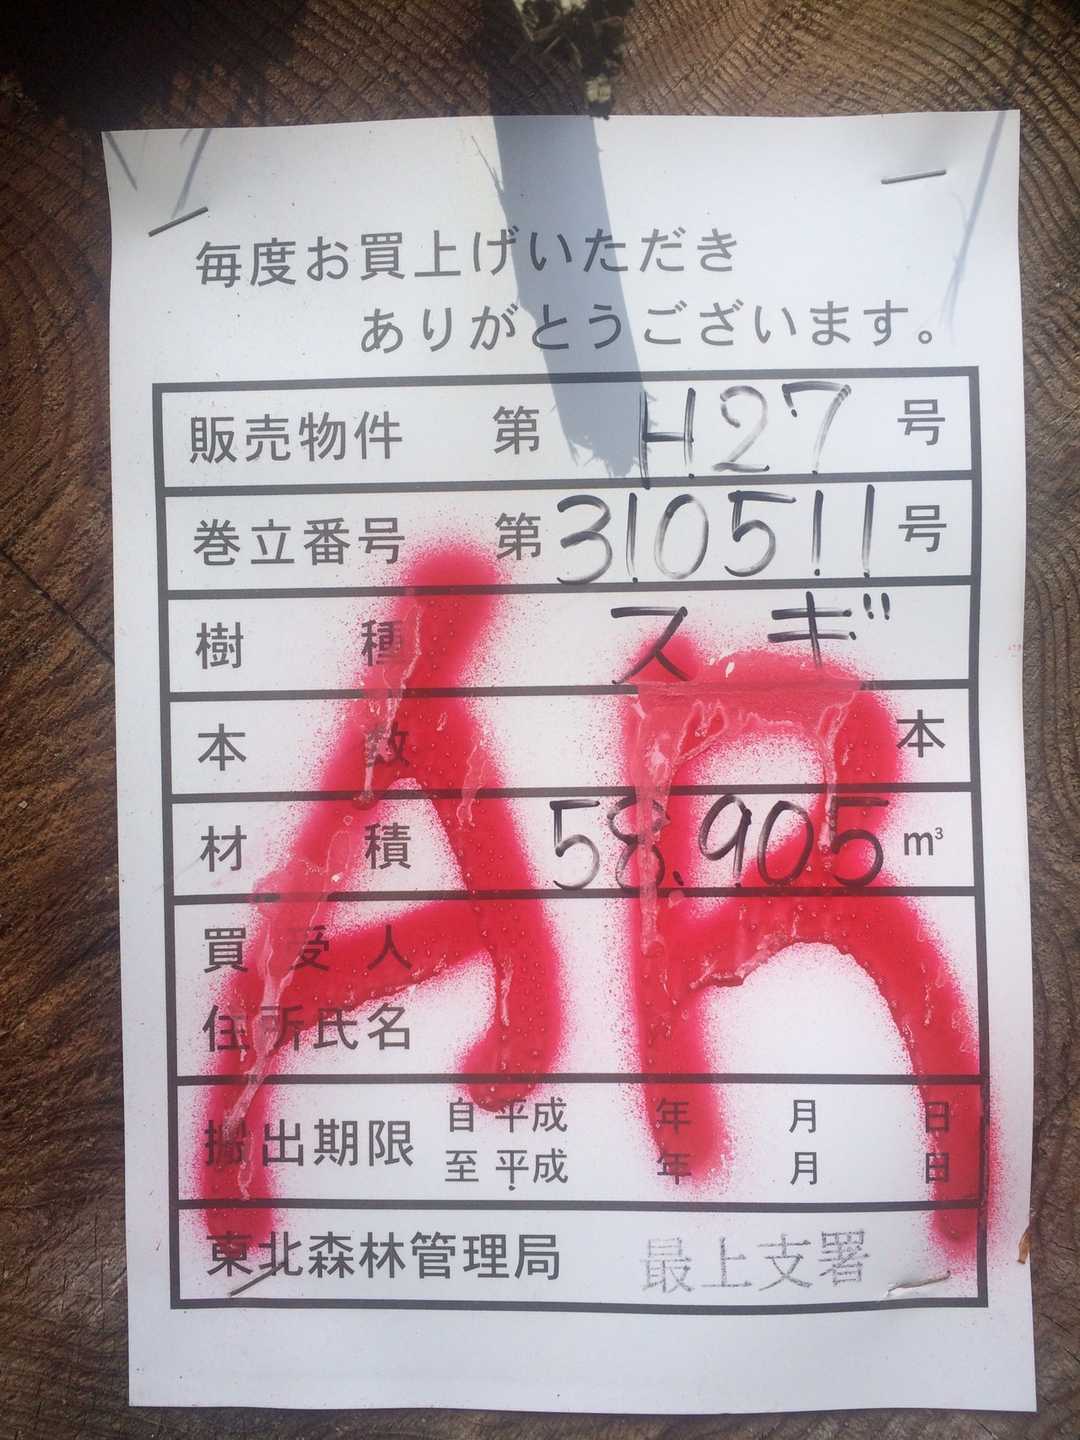 毎度お買上げいただき
ありがとうございます。
販売物件 第 H27 号
巻立番号 第 310511 号
樹種 スギ
本数 本
材積 58.905 m³
買受人
住所氏名
搬出期限 自 平成 年 月 日
至 平成 年 月 日
東北森林管理局 最上支署
AR